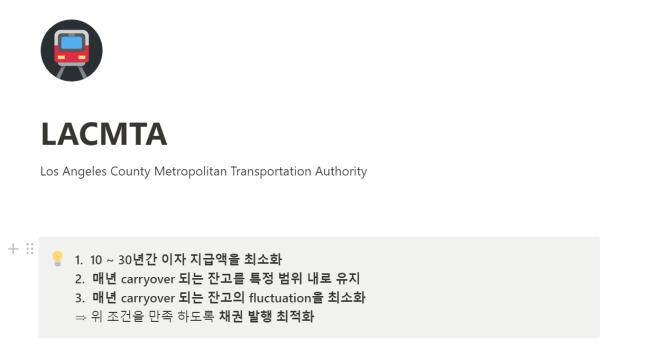 LACMTA
Los Angeles County Metropolitan Transportation Authority
1. 10 ~ 30년간 이자 지급액을 최소화
2. 매년 carryover 되는 잔고를 특정 범위 내로 유지
3. 매년 carryover 되는 잔고의 fluctuation을 최소화
⇒ 위 조건을 만족 하도록 채권 발행 최적화